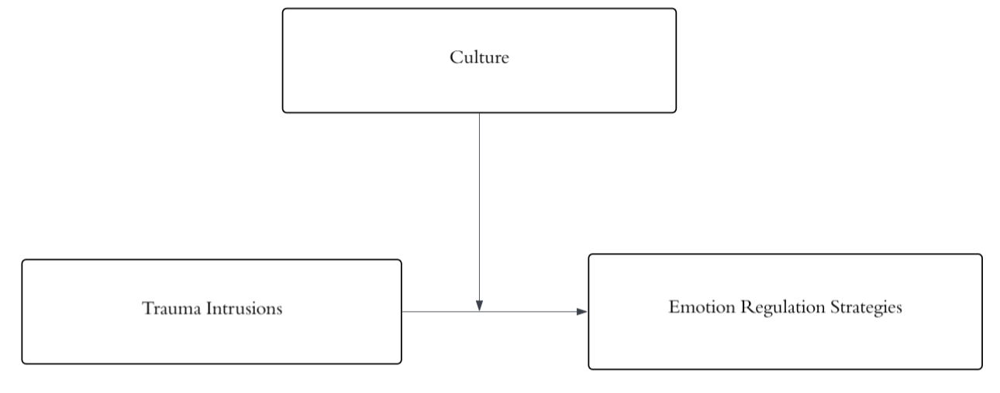 Culture
Trauma Intrusions
Emotion Regulation Strategies